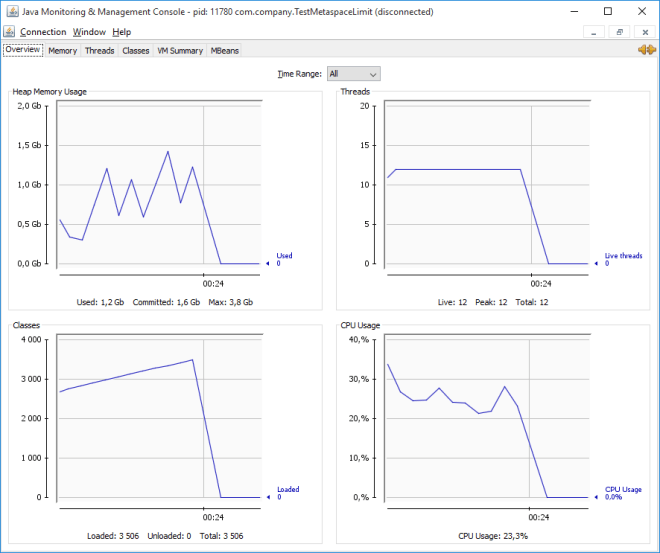 Java Monitoring & Management Console - pid: 11780 com.company.TestMetaspaceLimit (disconnected)
Connection Window Help
Overview Memory Threads Classes VM Summary MBeans
Time Range: All
Heap Memory Usage
2,0 Gb
1,5 Gb
1,0 Gb
0,5 Gb
0,0 Gb
Used
0
00:24
Used: 1,2 Gb Committed: 1,6 Gb Max: 3,8 Gb
Threads
20
15
10
5
0
Live threads
0
00:24
Live: 12 Peak: 12 Total: 12
Classes
4 000
3 000
2 000
1 000
0
Loaded
0
00:24
Loaded: 3 506 Unloaded: 0 Total: 3 506
CPU Usage
40,%
30,%
20,%
10,%
0,%
CPU Usage
0,0%
00:24
CPU Usage: 23,3%